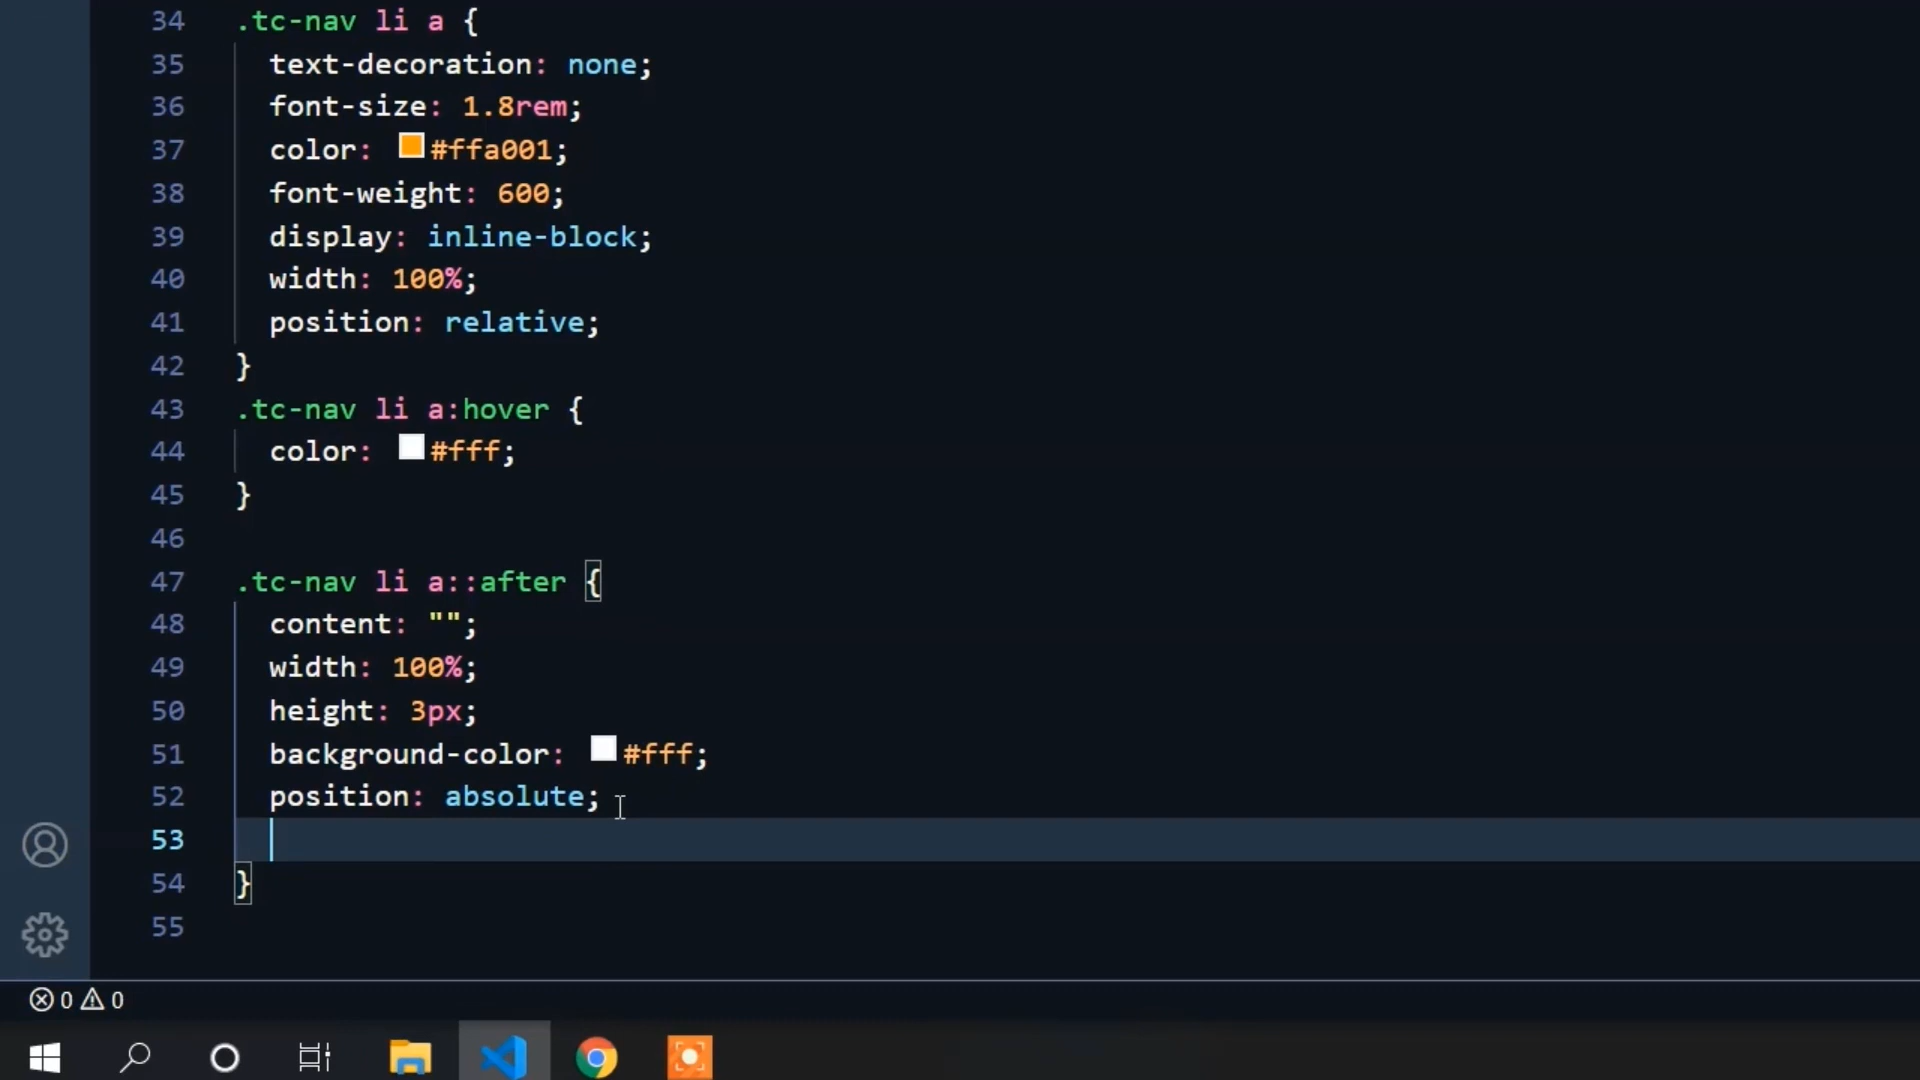 34 .tc-nav li a {
35 text-decoration: none;
36 font-size: 1.8rem;
37 color: #ffa001;
38 font-weight: 600;
39 display: inline-block;
40 width: 100%;
41 position: relative;
42 }
43 .tc-nav li a:hover {
44 color: #fff;
45 }
46
47 .tc-nav li a::after {
48 content: "";
49 width: 100%;
50 height: 3px;
51 background-color: #fff;
52 position: absolute;
53
54 }
55
0 0